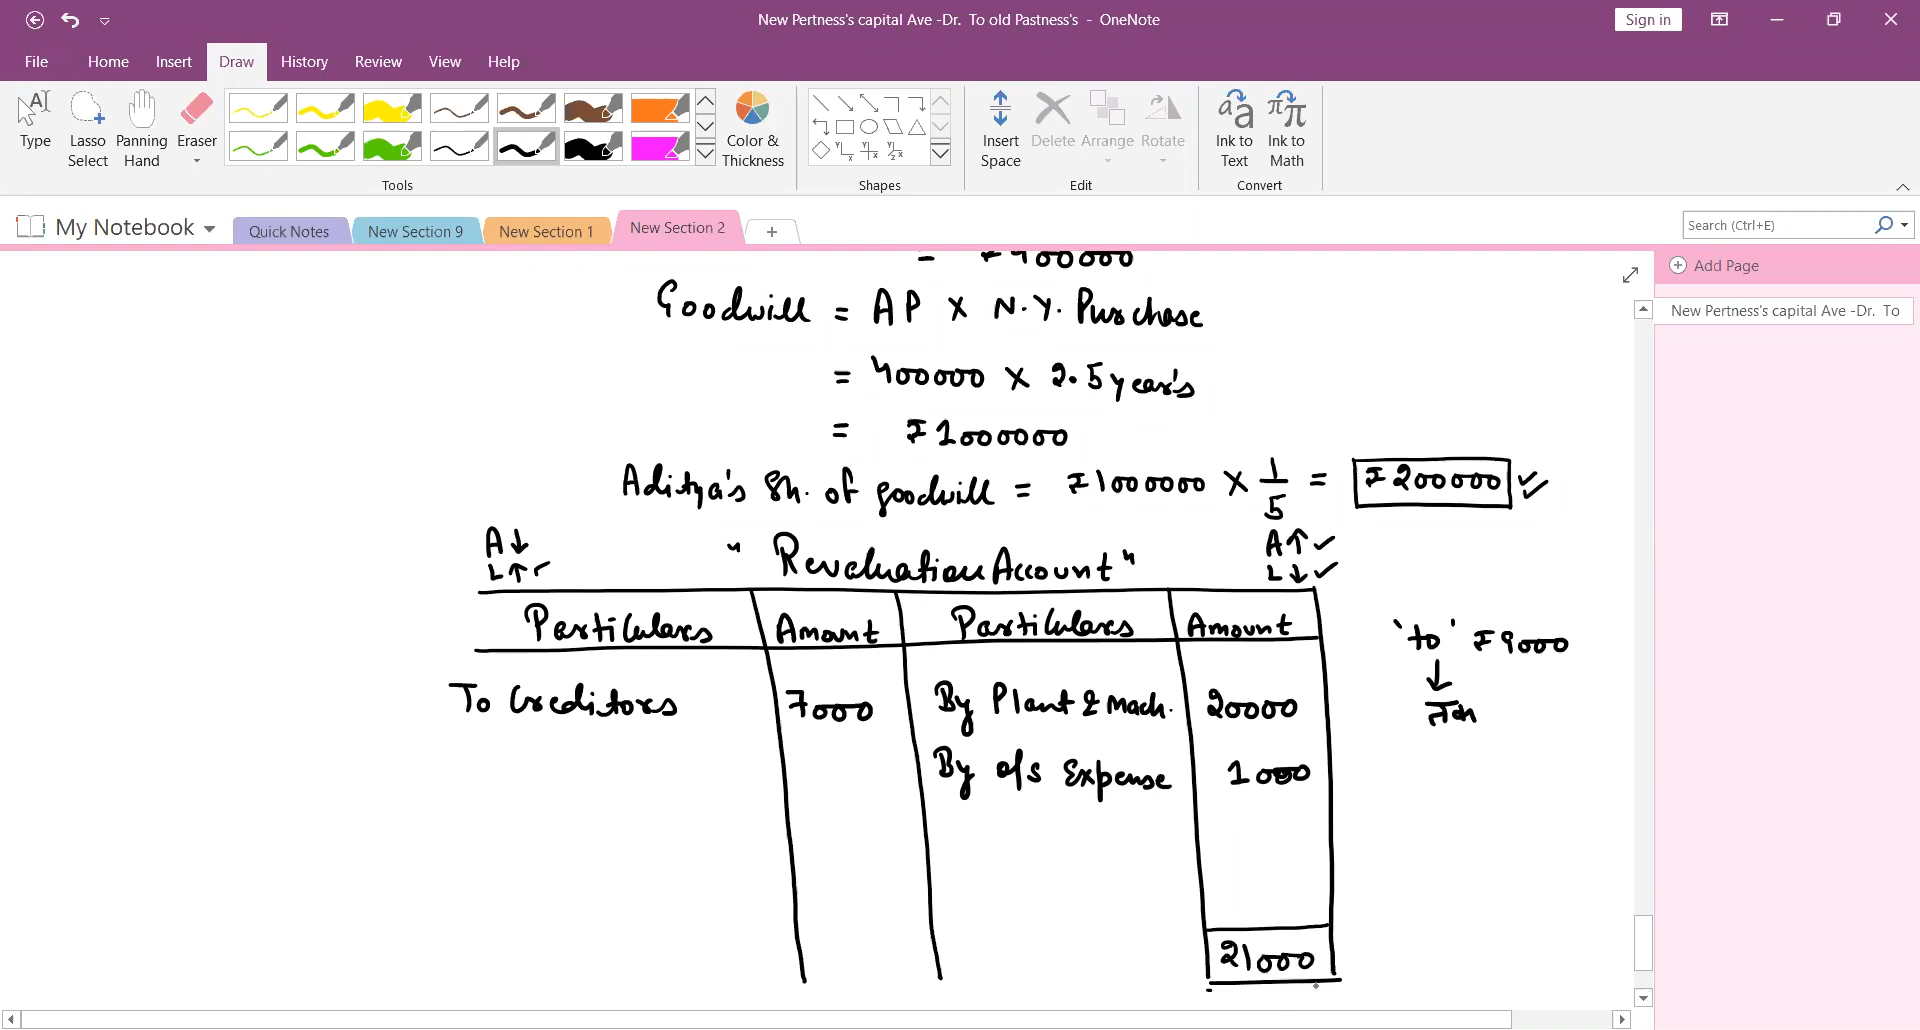 New Pertness's capital Ave -Dr. To old Pastness's - OneNote
Sign in
File Home Insert Draw History Review View Help
Type
Lasso Select
Panning Hand
Eraser
Color & Thickness
Insert Space
Delete
Arrange
Rotate
Ink to Text
Ink to Math
Tools
Shapes
Edit
Convert
My Notebook
Quick Notes
New Section 9
New Section 1
New Section 2
Search (Ctrl+E)
Add Page
New Pertness's capital Ave -Dr. To
= ₹400000
Goodwill = AP × N.Y. Purchase
= 400000 × 2.5 year's
= ₹1000000
Aditya's Sh. of goodwill = ₹1000000 × 1/5 = ₹200000 ✓✓
A↓ " Revaluation Account " A↑ ✓
L↑ ✓ L↓ ✓
Particulars Amount Particulars Amount
'to' ₹9000
↓
To Creditors 7000 By Plant & Mach. 20000
By o/s Expense 1000
21000